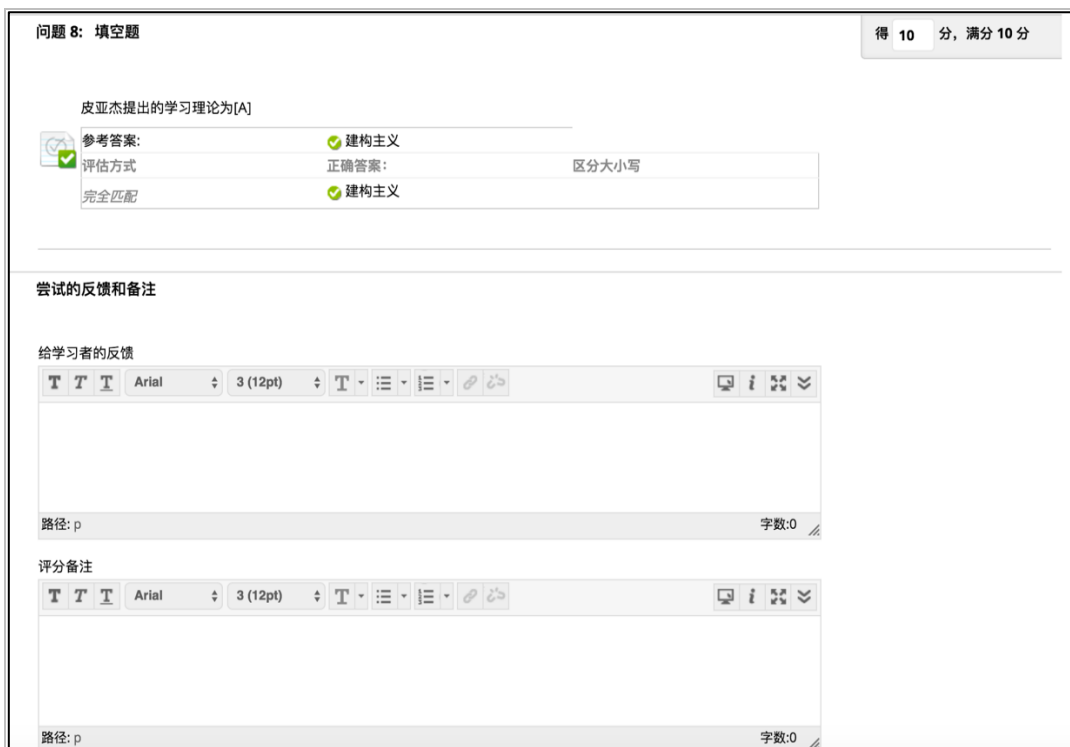 问题 8: 填空题
得 10 分，满分 10 分
皮亚杰提出的学习理论为[A]
参考答案: 建构主义
评估方式 正确答案： 区分大小写
完全匹配 建构主义
尝试的反馈和备注
给学习者的反馈
T T T Arial 3 (12pt) T
路径: p 字数:0
评分备注
T T T Arial 3 (12pt) T
路径: p 字数:0